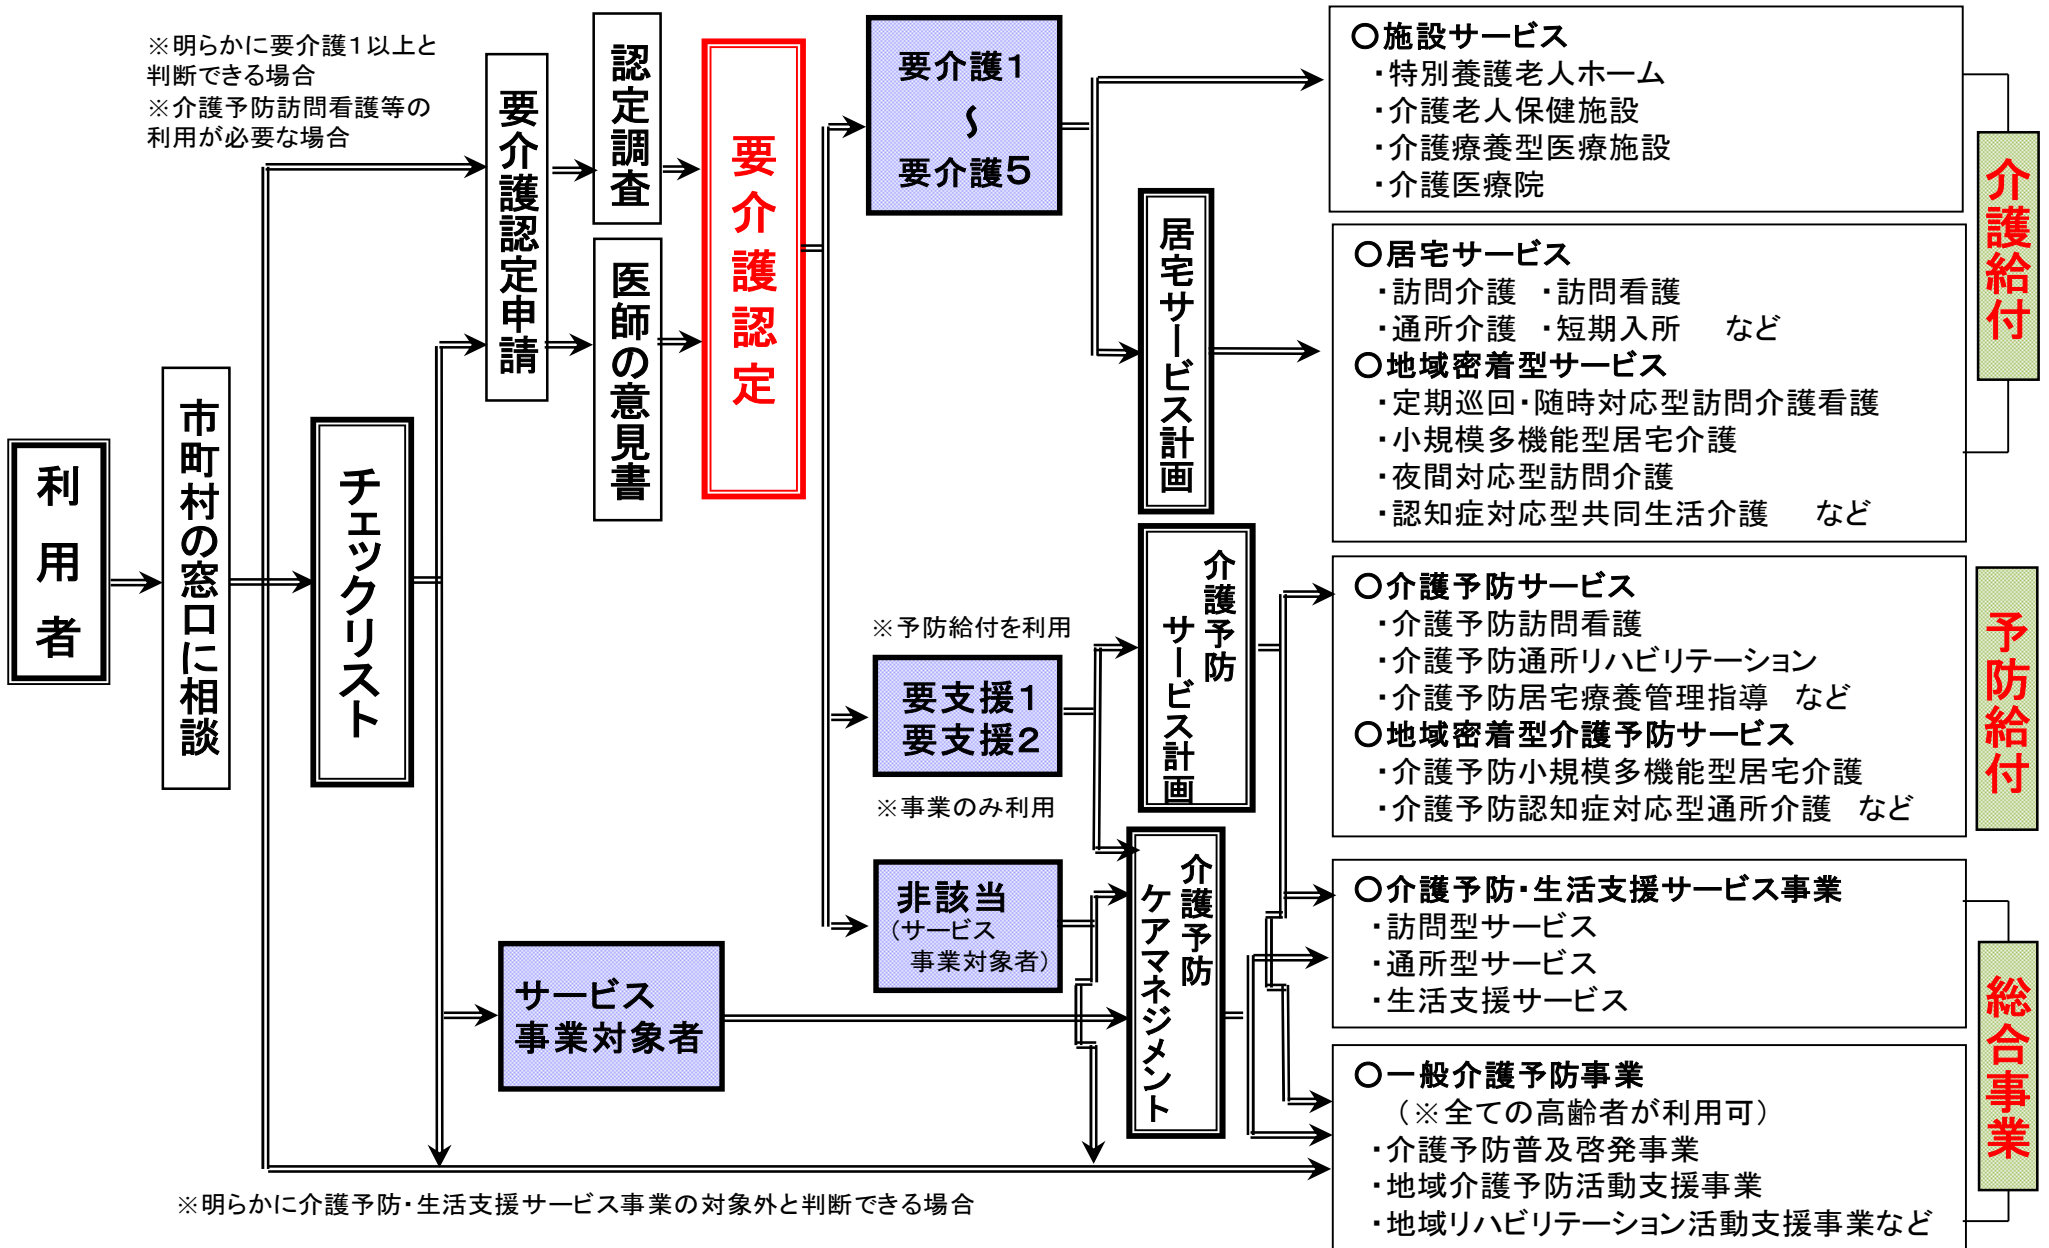 ※明らかに要介護1以上と
判断できる場合
※介護予防訪問看護等の
利用が必要な場合
利用者
市町村の窓口に相談
チェックリスト
要介護認定申請
認定調査
医師の意見書
要介護認定
要介護1
〜
要介護5
※予防給付を利用
要支援1
要支援2
※事業のみ利用
非該当
(サービス
事業対象者)
サービス
事業対象者
居宅サービス計画
介護予防
サービス計画
介護予防
ケアマネジメント
○施設サービス
・特別養護老人ホーム
・介護老人保健施設
・介護療養型医療施設
・介護医療院
○居宅サービス
・訪問介護 ・訪問看護
・通所介護 ・短期入所 など
○地域密着型サービス
・定期巡回・随時対応型訪問介護看護
・小規模多機能型居宅介護
・夜間対応型訪問介護
・認知症対応型共同生活介護 など
介護給付
○介護予防サービス
・介護予防訪問看護
・介護予防通所リハビリテーション
・介護予防居宅療養管理指導 など
○地域密着型介護予防サービス
・介護予防小規模多機能型居宅介護
・介護予防認知症対応型通所介護 など
予防給付
○介護予防・生活支援サービス事業
・訪問型サービス
・通所型サービス
・生活支援サービス
○一般介護予防事業
(※全ての高齢者が利用可)
・介護予防普及啓発事業
・地域介護予防活動支援事業
・地域リハビリテーション活動支援事業など
総合事業
※明らかに介護予防・生活支援サービス事業の対象外と判断できる場合